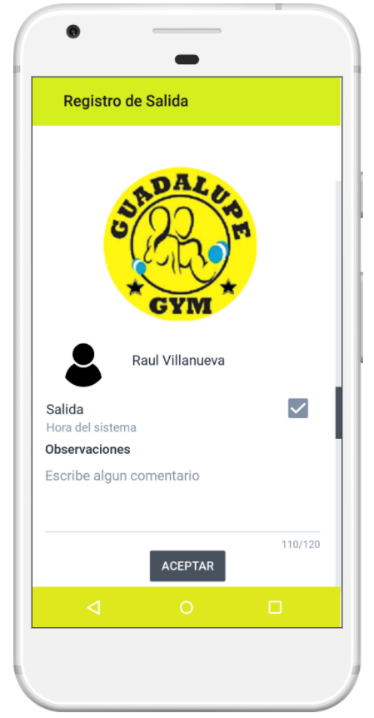 Registro de Salida
GUADALUPE
GYM
Raul Villanueva
Salida
Hora del sistema
Observaciones
Escribe algun comentario
110/120
ACEPTAR